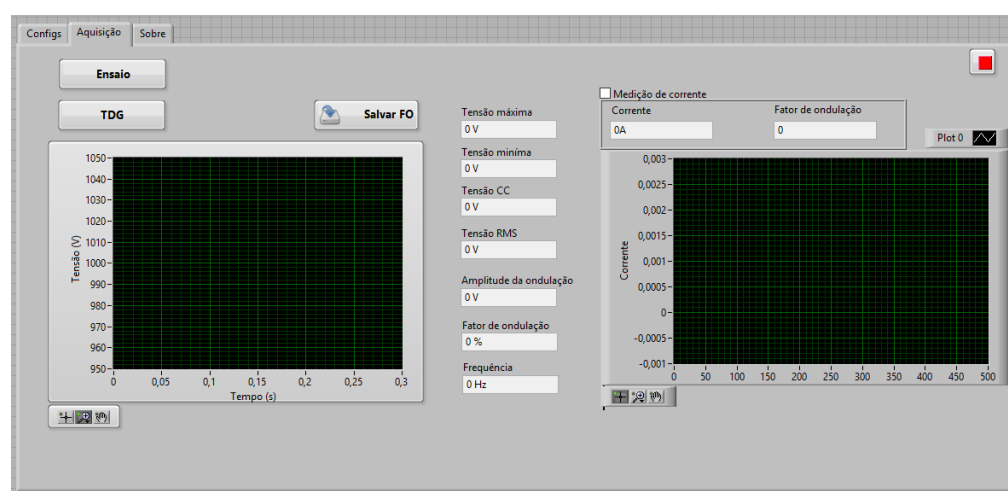 Configs Aquisição Sobre
Ensaio
TDG
Salvar FO
1050
1040
1030
1020
1010
1000
990
980
970
960
950
Tensão (V)
0 0,05 0,1 0,15 0,2 0,25 0,3
Tempo (s)
Tensão máxima
0 V
Tensão miníma
0 V
Tensão CC
0 V
Tensão RMS
0 V
Amplitude da ondulação
0 V
Fator de ondulação
0 %
Frequência
0 Hz
Medição de corrente
Corrente Fator de ondulação
0A 0
Plot 0
0,003
0,0025
0,002
0,0015
0,001
0,0005
0
-0,0005
-0,001
Corrente
0 50 100 150 200 250 300 350 400 450 500